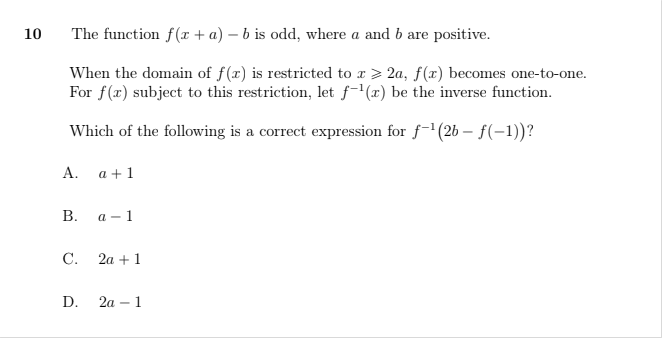 10 The function f(x + a) − b is odd, where a and b are positive.
When the domain of f(x) is restricted to x ⩾ 2a, f(x) becomes one-to-one.
For f(x) subject to this restriction, let f⁻¹(x) be the inverse function.
Which of the following is a correct expression for f⁻¹(2b − f(−1))?
A. a + 1
B. a − 1
C. 2a + 1
D. 2a − 1